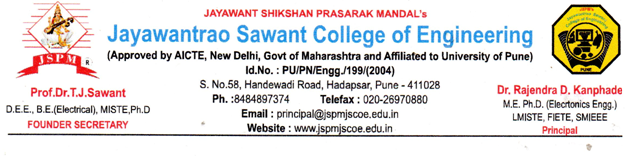 JAYAWANT SHIKSHAN PRASARAK MANDAL's
Jayawantrao Sawant College of Engineering
(Approved by AICTE, New Delhi, Govt of Maharashtra and Affiliated to University of Pune)
Id.No. : PU/PN/Engg./199/(2004)
S. No.58, Handewadi Road, Hadapsar, Pune - 411028
Ph. :8484897374 Telefax : 020-26970880
Email : principal@jspmjscoe.edu.in
Website : www.jspmjscoe.edu.in
JSPM
R
Prof.Dr.T.J.Sawant
D.E.E., B.E.(Electrical), MISTE,Ph.D
FOUNDER SECRETARY
JSPM's
PUNE
Dr. Rajendra D. Kanphade
M.E. Ph.D. (Electortonics Engg.)
LMISTE, FIETE, SMIEEE
Principal